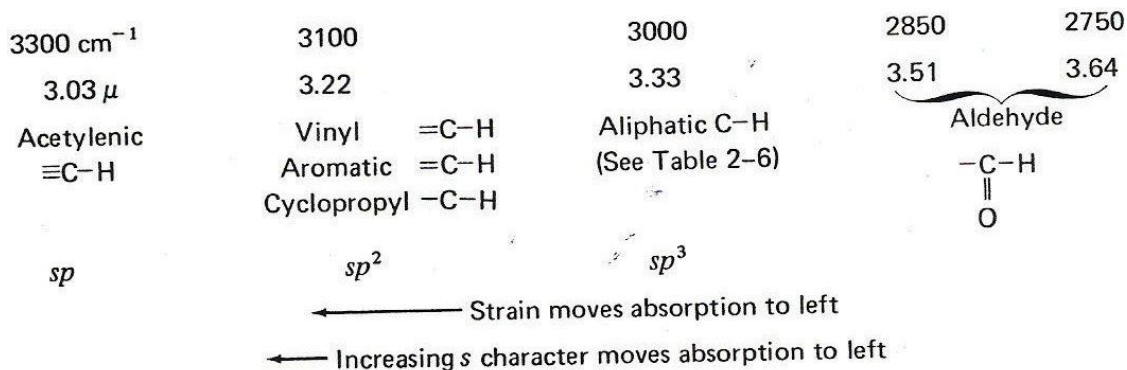 3300 cm⁻¹ 3100 3000 2850 2750
3.03 μ 3.22 3.33 3.51 3.64
Acetylenic Vinyl =C-H Aliphatic C-H Aldehyde
≡C-H Aromatic =C-H (See Table 2-6) -C-H
Cyclopropyl -C-H ||
O
sp sp² sp³
← Strain moves absorption to left
← Increasing s character moves absorption to left